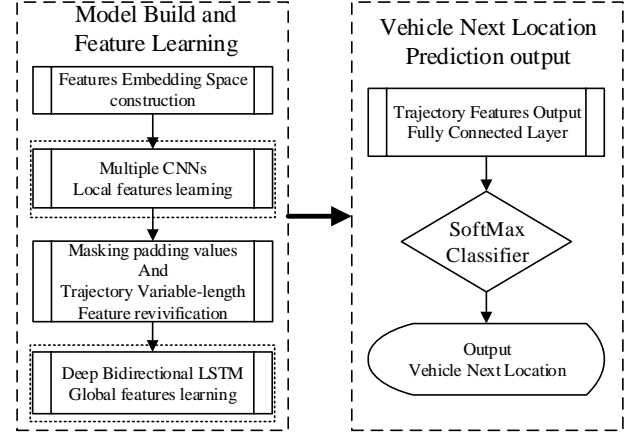 Model Build and
Feature Learning
Features Embedding Space
construction
Multiple CNNs
Local features learning
Masking padding values
And
Trajectory Variable-length
Feature revivification
Deep Bidirectional LSTM
Global features learning
Vehicle Next Location
Prediction output
Trajectory Features Output
Fully Connected Layer
SoftMax
Classifier
Output
Vehicle Next Location